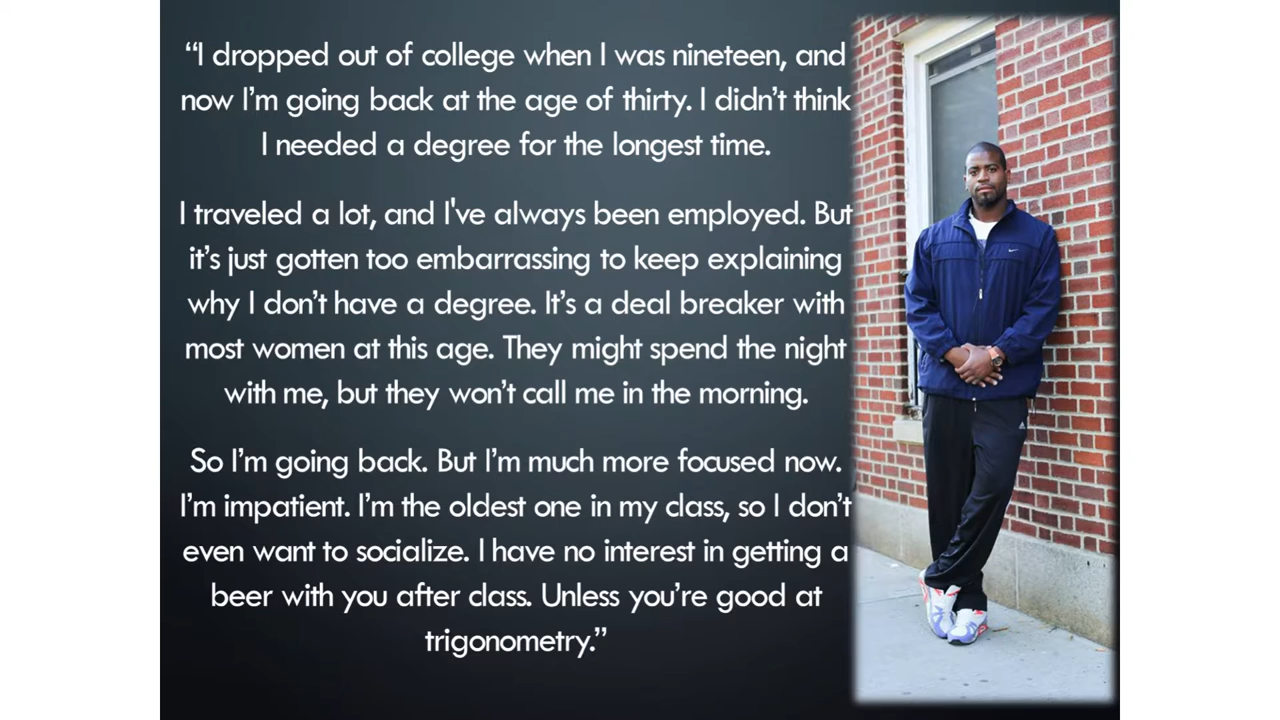 “I dropped out of college when I was nineteen, and
now I’m going back at the age of thirty. I didn’t think
I needed a degree for the longest time.
I traveled a lot, and I've always been employed. But
it’s just gotten too embarrassing to keep explaining
why I don’t have a degree. It’s a deal breaker with
most women at this age. They might spend the night
with me, but they won’t call me in the morning.
So I’m going back. But I’m much more focused now.
I’m impatient. I’m the oldest one in my class, so I don’t
even want to socialize. I have no interest in getting a
beer with you after class. Unless you’re good at
trigonometry.”